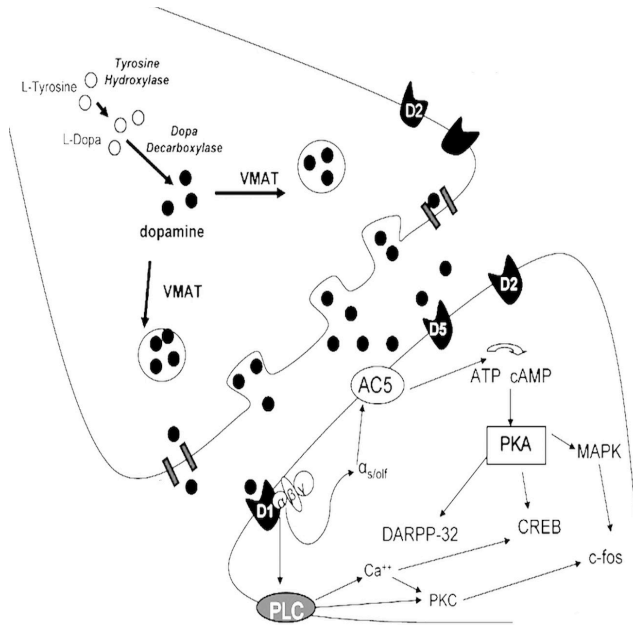 Tyrosine
Hydroxylase
L-Tyrosine
L-Dopa
Dopa
Decarboxylase
VMAT
dopamine
VMAT
D2
D2
D5
AC5
ATP cAMP
PKA
MAPK
αs/olf
D1
α β γ
DARPP-32
CREB
c-fos
Ca++
PKC
PLC